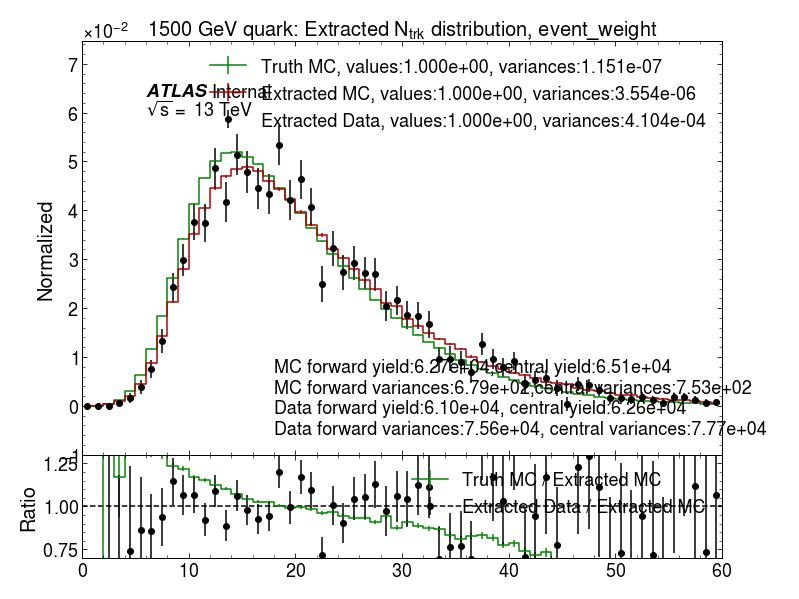 ×10⁻² 1500 GeV quark: Extracted Ntrk distribution, event_weight
Truth MC, values:1.000e+00, variances:1.151e-07
ATLAS Internal
Extracted MC, values:1.000e+00, variances:3.554e-06
√s = 13 TeV
Extracted Data, values:1.000e+00, variances:4.104e-04
7
6
5
4
3
2
1
0
Normalized
MC forward yield:6.27e+04,central yield:6.51e+04
MC forward variances:6.79e+02,central variances:7.53e+02
Data forward yield:6.10e+04, central yield:6.26e+04
Data forward variances:7.56e+04, central variances:7.77e+04
1.25
1.00
0.75
Ratio
Truth MC / Extracted MC
Extracted Data / Extracted MC
0 10 20 30 40 50 60